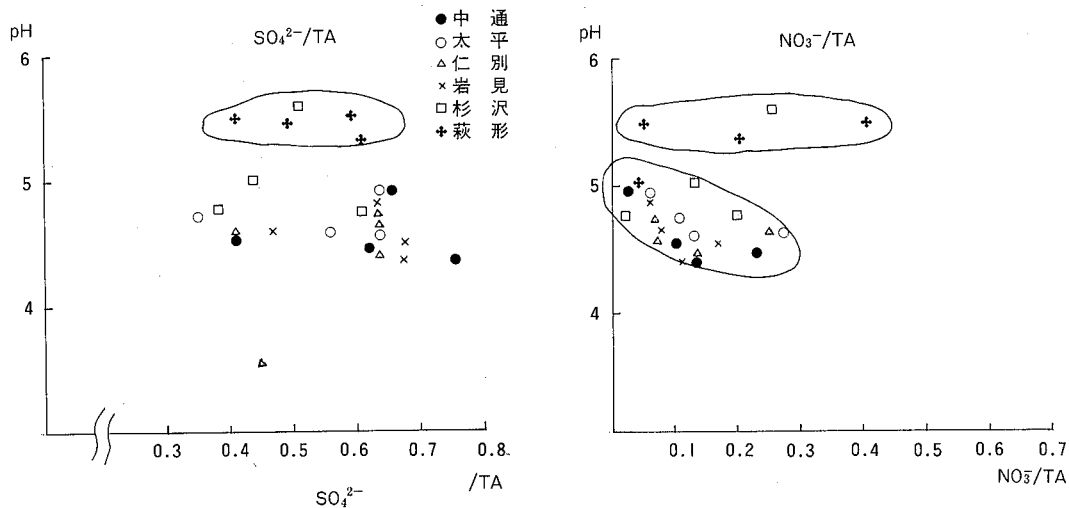 pH
SO₄²⁻/TA
● 中 通
○ 太 平
△ 仁 別
× 岩 見
□ 杉 沢
✤ 萩 形
6
5
4
0.3 0.4 0.5 0.6 0.7 0.8
SO₄²⁻ /TA
pH
NO₃⁻/TA
6
5
4
0.1 0.2 0.3 0.4 0.5 0.6 0.7
NO₃⁻/TA